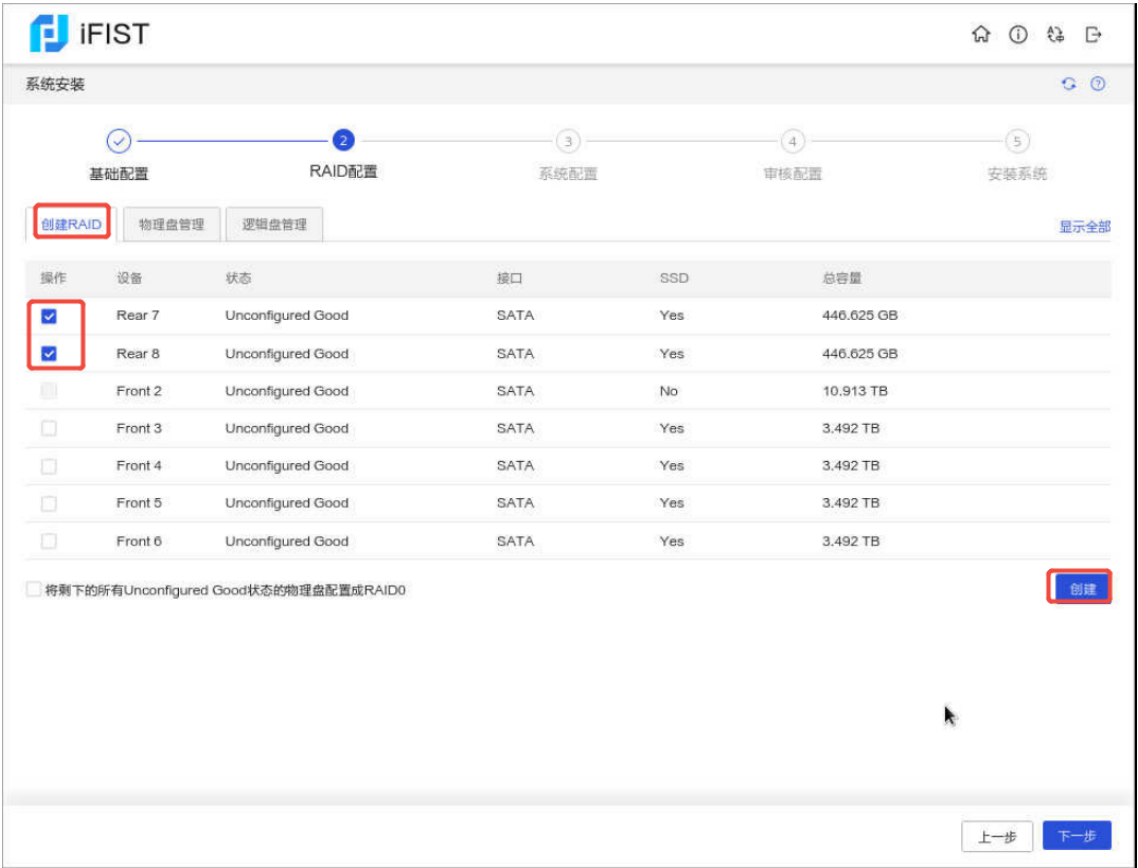 iFIST
系统安装
2 3 4 5
基础配置 RAID配置 系统配置 审核配置 安装系统
创建RAID 物理盘管理 逻辑盘管理 显示全部
操作 设备 状态 接口 SSD 总容量
Rear 7 Unconfigured Good SATA Yes 446.625 GB
Rear 8 Unconfigured Good SATA Yes 446.625 GB
Front 2 Unconfigured Good SATA No 10.913 TB
Front 3 Unconfigured Good SATA Yes 3.492 TB
Front 4 Unconfigured Good SATA Yes 3.492 TB
Front 5 Unconfigured Good SATA Yes 3.492 TB
Front 6 Unconfigured Good SATA Yes 3.492 TB
将剩下的所有Unconfigured Good状态的物理盘配置成RAID0 创建
上一步 下一步